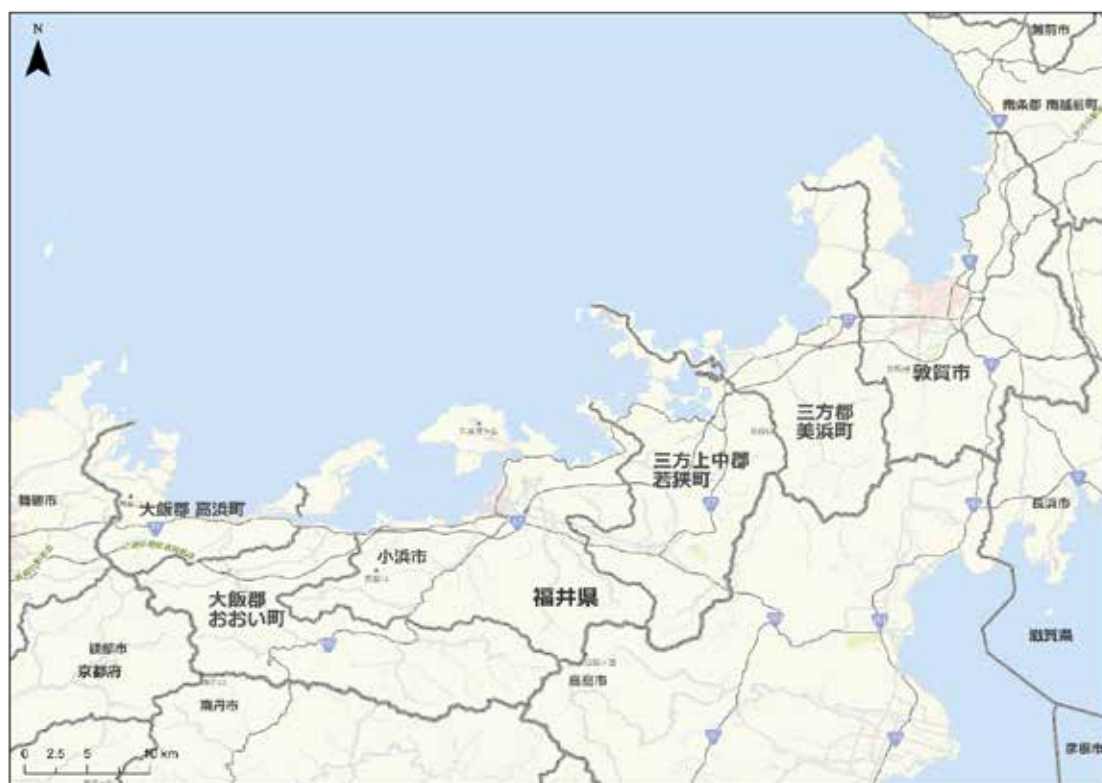 N
越前市
南条郡 南越前町
敦賀市
三方郡
美浜町
三方上中郡
若狭町
舞鶴市
大飯郡 高浜町
長浜市
小浜市
大飯郡
おおい町
福井県
綾部市
京都府
滋賀県
高島市
南丹市
0 2.5 5 10 km
彦根市